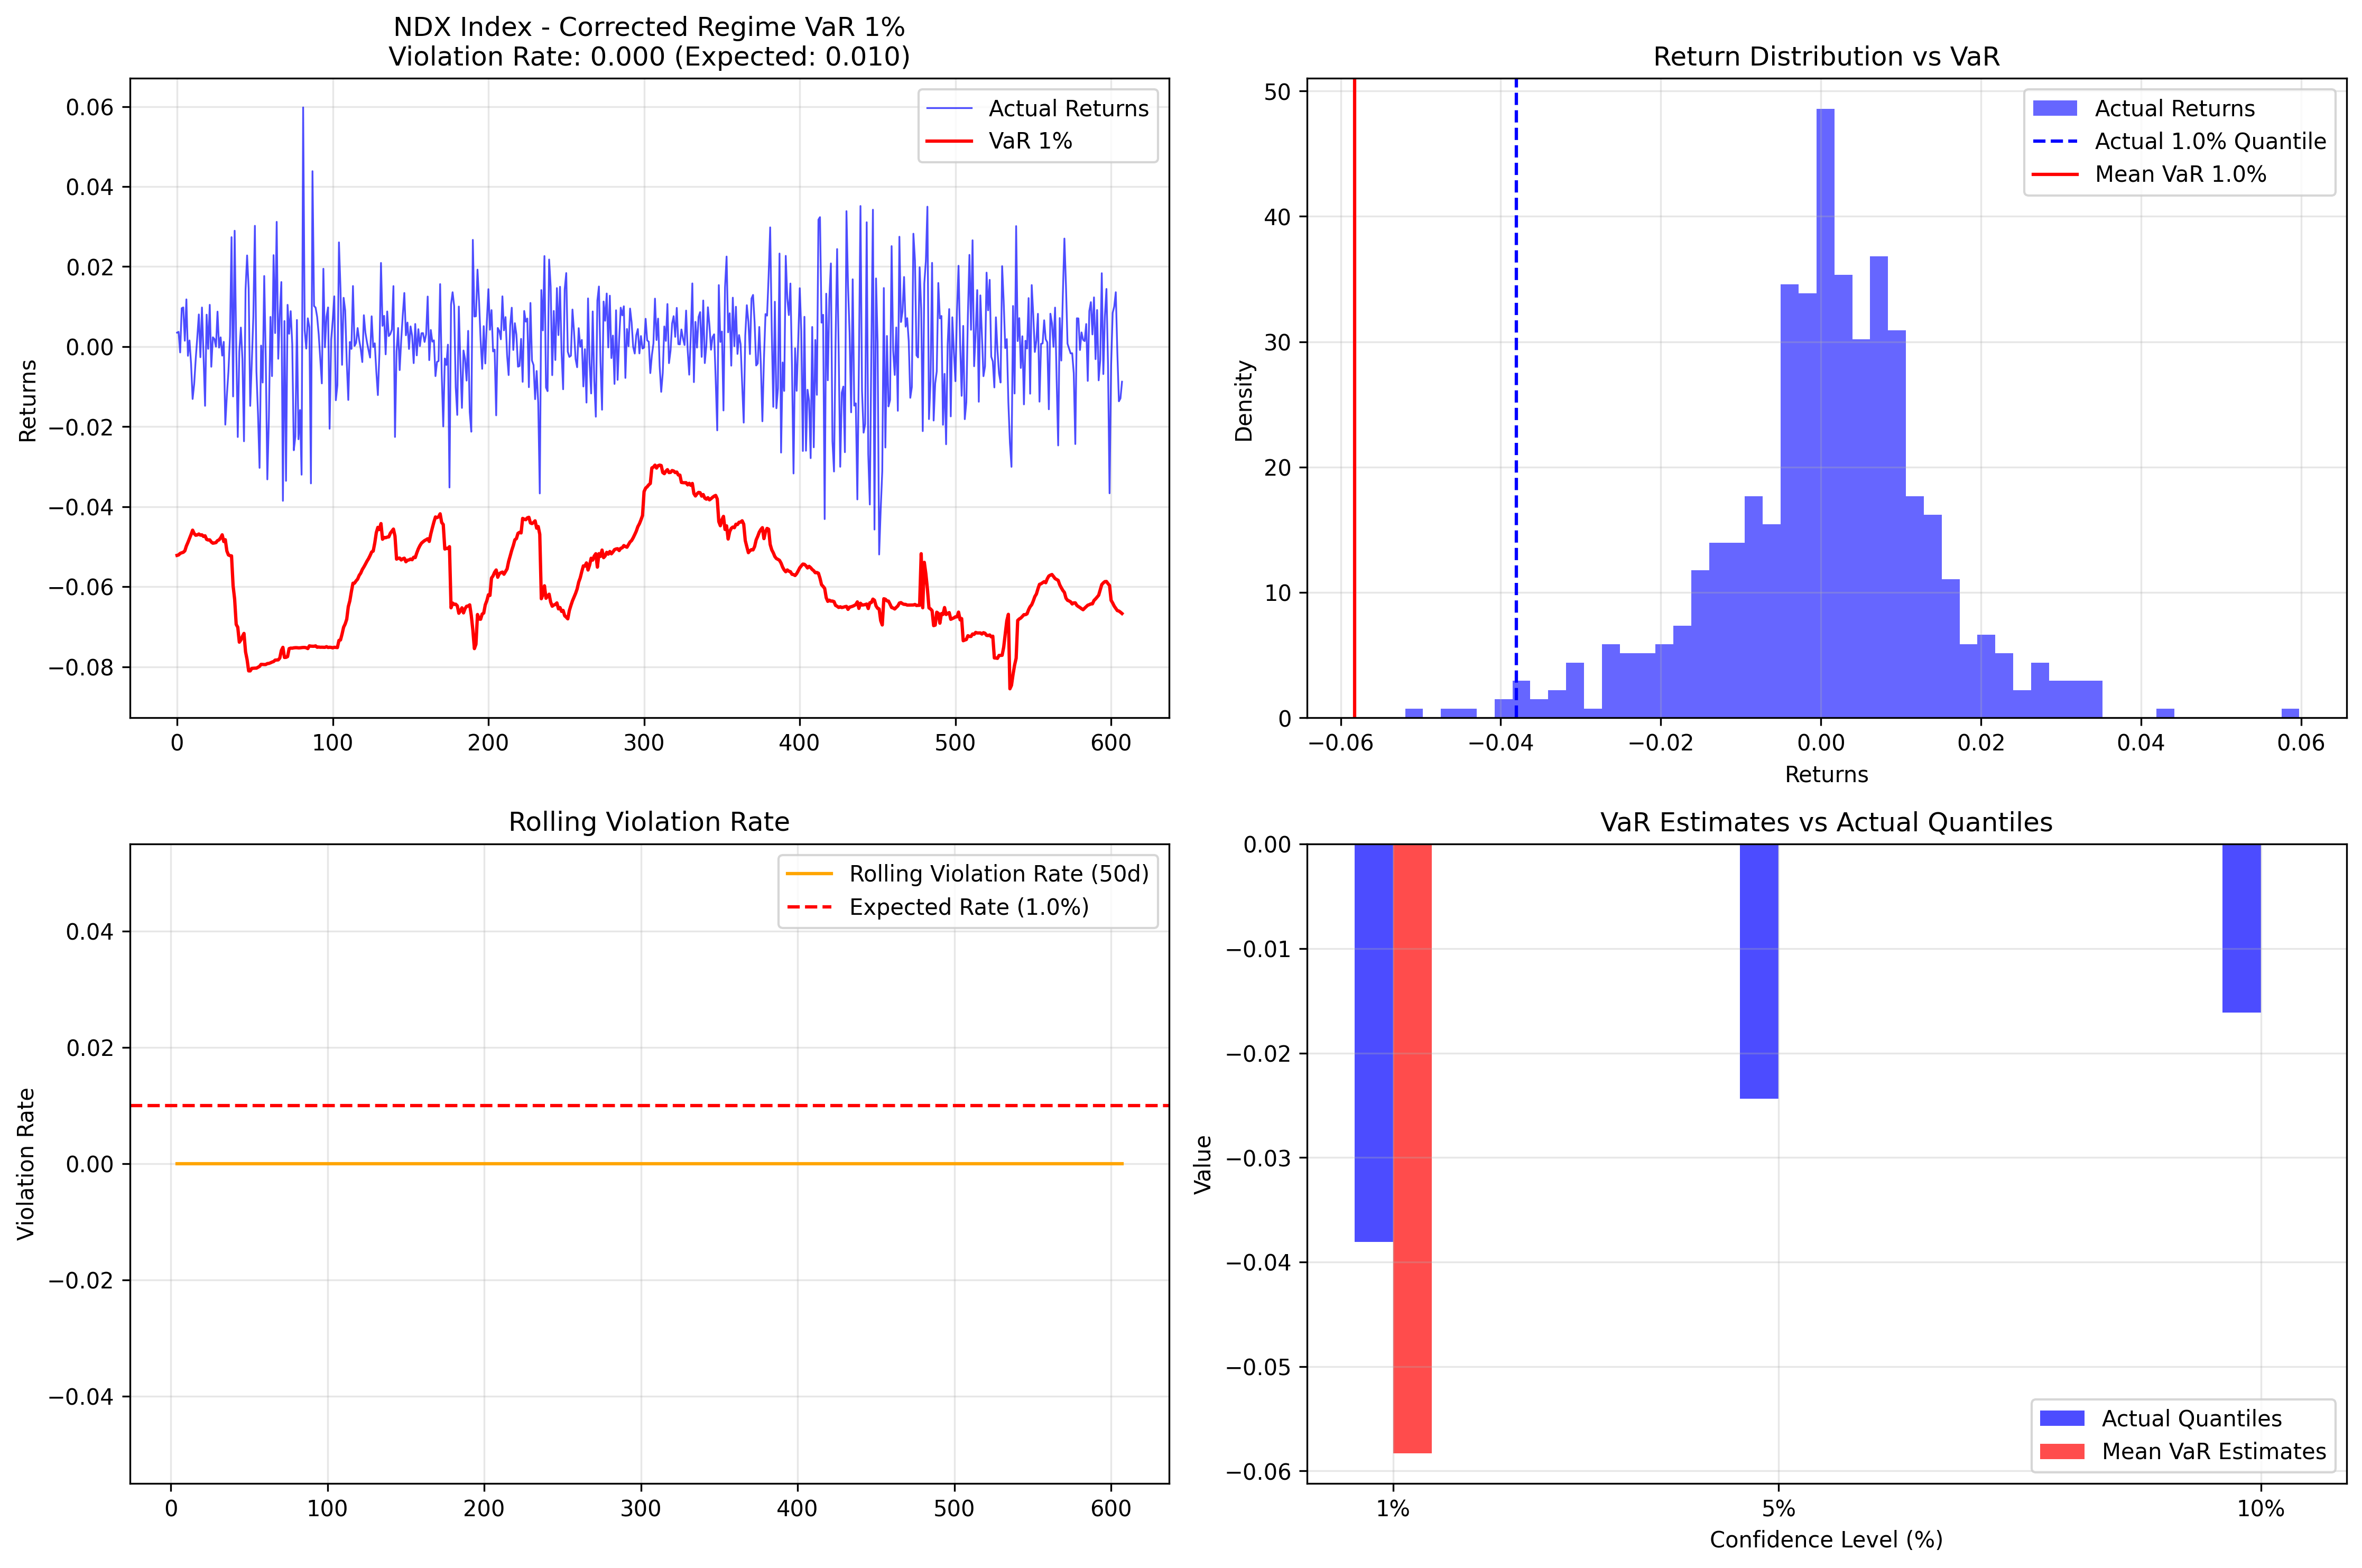 NDX Index - Corrected Regime VaR 1%
Violation Rate: 0.000 (Expected: 0.010)
Returns
0.06
0.04
0.02
0.00
−0.02
−0.04
−0.06
−0.08
0 100 200 300 400 500 600
Actual Returns
VaR 1%
Return Distribution vs VaR
Density
50
40
30
20
10
0
−0.06 −0.04 −0.02 0.00 0.02 0.04 0.06
Returns
Actual Returns
Actual 1.0% Quantile
Mean VaR 1.0%
Rolling Violation Rate
Violation Rate
0.04
0.02
0.00
−0.02
−0.04
0 100 200 300 400 500 600
Rolling Violation Rate (50d)
Expected Rate (1.0%)
VaR Estimates vs Actual Quantiles
Value
0.00
−0.01
−0.02
−0.03
−0.04
−0.05
−0.06
1% 5% 10%
Confidence Level (%)
Actual Quantiles
Mean VaR Estimates